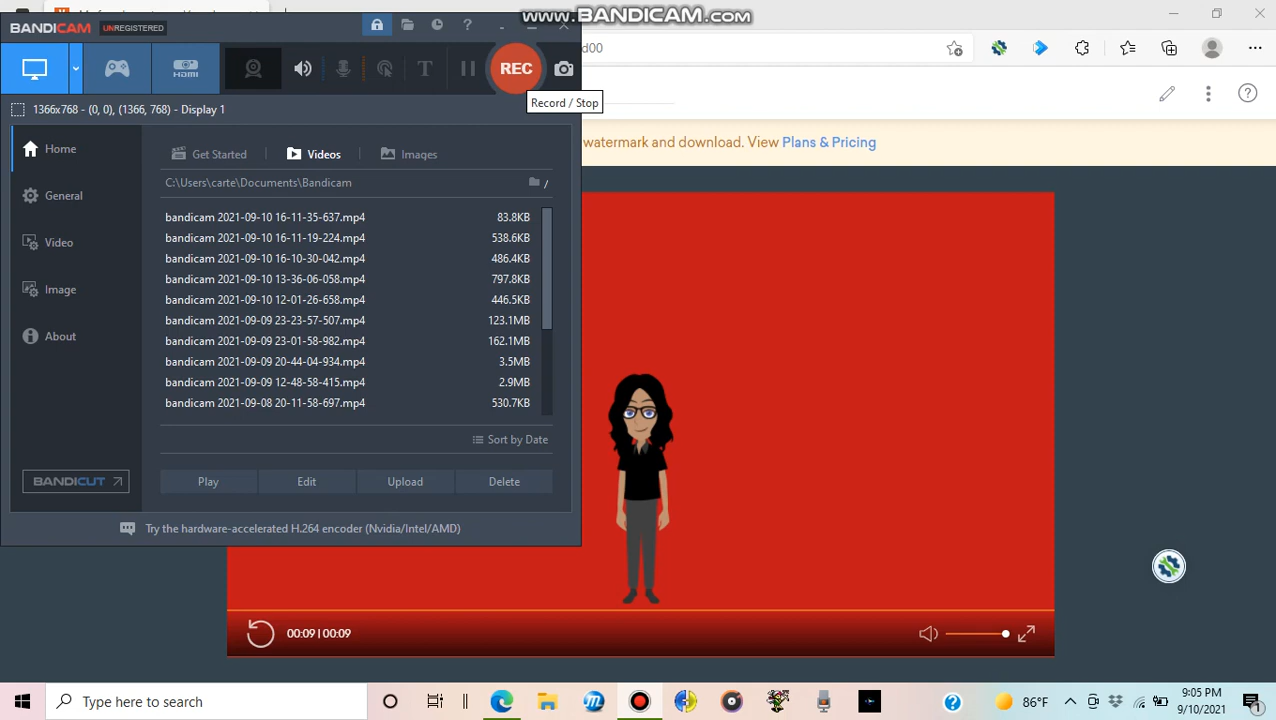 www.BANDICAM.com
BANDICAM UNREGISTERED
?
d00
HDMI
T
REC
Record / Stop
1366x768 - (0, 0), (1366, 768) - Display 1
watermark and download. View Plans & Pricing
Home
General
Video
Image
About
Get Started
Videos
Images
C:\Users\carte\Documents\Bandicam
/
bandicam 2021-09-10 16-11-35-637.mp4 83.8KB
bandicam 2021-09-10 16-11-19-224.mp4 538.6KB
bandicam 2021-09-10 16-10-30-042.mp4 486.4KB
bandicam 2021-09-10 13-36-06-058.mp4 797.8KB
bandicam 2021-09-10 12-01-26-658.mp4 446.5KB
bandicam 2021-09-09 23-23-57-507.mp4 123.1MB
bandicam 2021-09-09 23-01-58-982.mp4 162.1MB
bandicam 2021-09-09 20-44-04-934.mp4 3.5MB
bandicam 2021-09-09 12-48-58-415.mp4 2.9MB
bandicam 2021-09-08 20-11-58-697.mp4 530.7KB
Sort by Date
BANDICUT
Play Edit Upload Delete
Try the hardware-accelerated H.264 encoder (Nvidia/Intel/AMD)
00:09 | 00:09
Type here to search
86°F
9:05 PM
9/10/2021
1